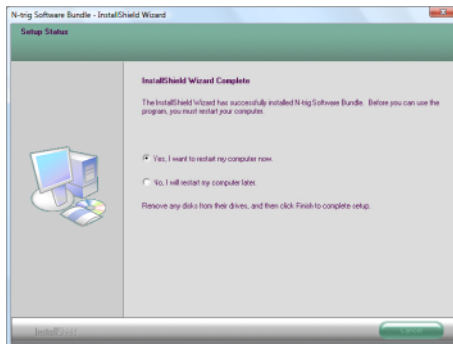 N-trig Software Bundle - InstallShield Wizard
Setup Status
InstallShield Wizard Complete
The InstallShield Wizard has successfully installed N-trig Software Bundle. Before you can use the
program, you must restart your computer.
Yes, I want to restart my computer now.
No, I will restart my computer later.
Remove any disks from their drives, and then click Finish to complete setup.
InstallShield